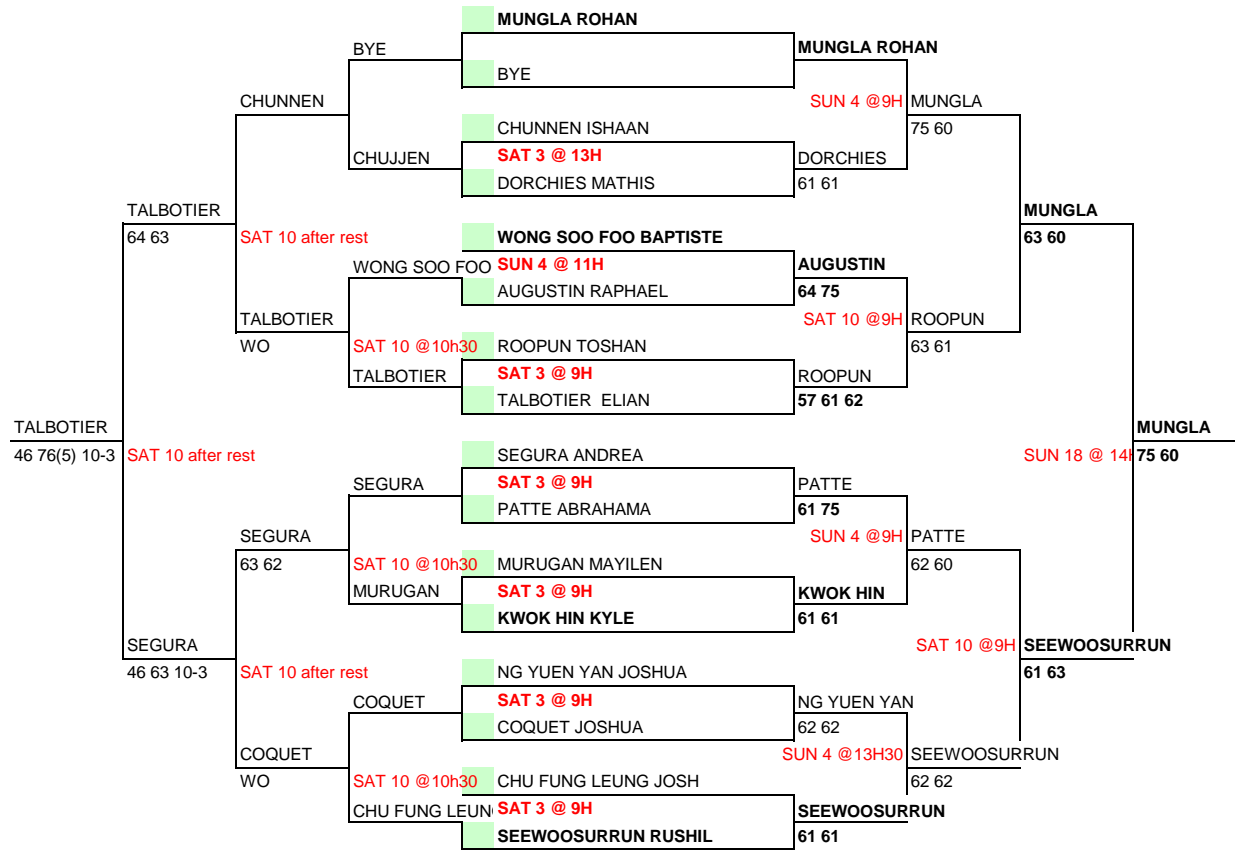 MUNGLA ROHAN
BYE MUNGLA ROHAN
BYE
CHUNNEN SUN 4 @9H MUNGLA
CHUNNEN ISHAAN 75 60
CHUJJEN SAT 3 @ 13H DORCHIES
DORCHIES MATHIS 61 61
TALBOTIER MUNGLA
64 63 SAT 10 after rest WONG SOO FOO BAPTISTE 63 60
WONG SOO FOO SUN 4 @ 11H AUGUSTIN
AUGUSTIN RAPHAEL 64 75
TALBOTIER SAT 10 @9H ROOPUN
WO SAT 10 @10h30 ROOPUN TOSHAN 63 61
TALBOTIER SAT 3 @ 9H ROOPUN
TALBOTIER ELIAN 57 61 62
TALBOTIER MUNGLA
46 76(5) 10-3 SAT 10 after rest SEGURA ANDREA SUN 18 @ 14H 75 60
SEGURA SAT 3 @ 9H PATTE
PATTE ABRAHAMA 61 75
SEGURA SUN 4 @9H PATTE
63 62 SAT 10 @10h30 MURUGAN MAYILEN 62 60
MURUGAN SAT 3 @ 9H KWOK HIN
KWOK HIN KYLE 61 61
SEGURA SAT 10 @9H SEEWOOSURRUN
46 63 10-3 SAT 10 after rest NG YUEN YAN JOSHUA 61 63
COQUET SAT 3 @ 9H NG YUEN YAN
COQUET JOSHUA 62 62
COQUET SUN 4 @13H30 SEEWOOSURRUN
WO SAT 10 @10h30 CHU FUNG LEUNG JOSH 62 62
CHU FUNG LEUNG SAT 3 @ 9H SEEWOOSURRUN
SEEWOOSURRUN RUSHIL 61 61